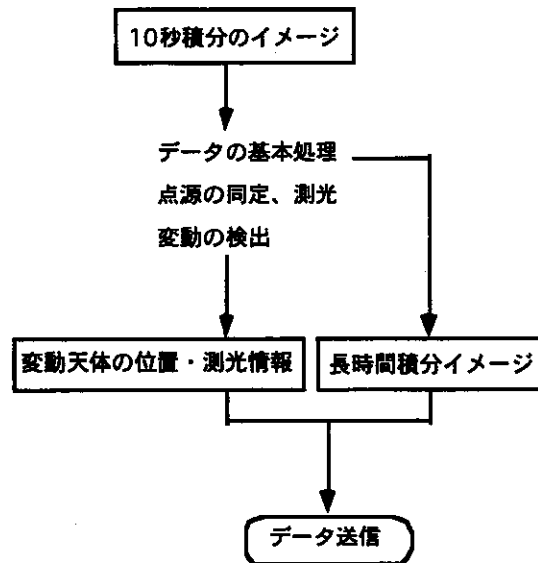 10秒積分のイメージ
データの基本処理
点源の同定、測光
変動の検出
変動天体の位置・測光情報
長時間積分イメージ
データ送信